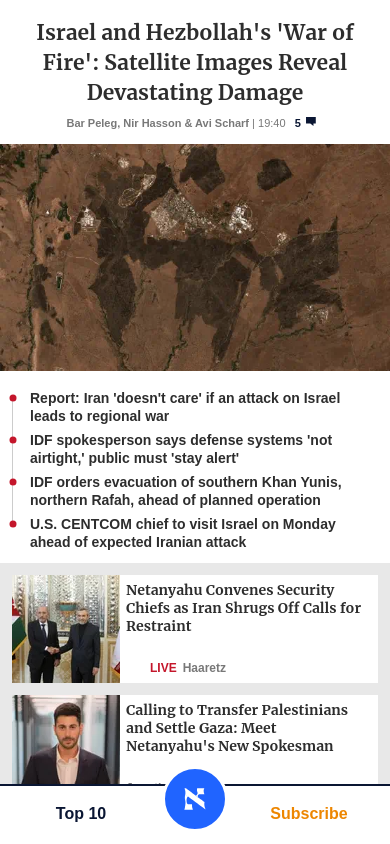 Israel and Hezbollah's 'War of
Fire': Satellite Images Reveal
Devastating Damage
Bar Peleg, Nir Hasson & Avi Scharf | 19:40 5
Report: Iran 'doesn't care' if an attack on Israel
leads to regional war
IDF spokesperson says defense systems 'not
airtight,' public must 'stay alert'
IDF orders evacuation of southern Khan Yunis,
northern Rafah, ahead of planned operation
U.S. CENTCOM chief to visit Israel on Monday
ahead of expected Iranian attack
Netanyahu Convenes Security
Chiefs as Iran Shrugs Off Calls for
Restraint
LIVE Haaretz
Calling to Transfer Palestinians
and Settle Gaza: Meet
Netanyahu's New Spokesman
Top 10
א
Subscribe